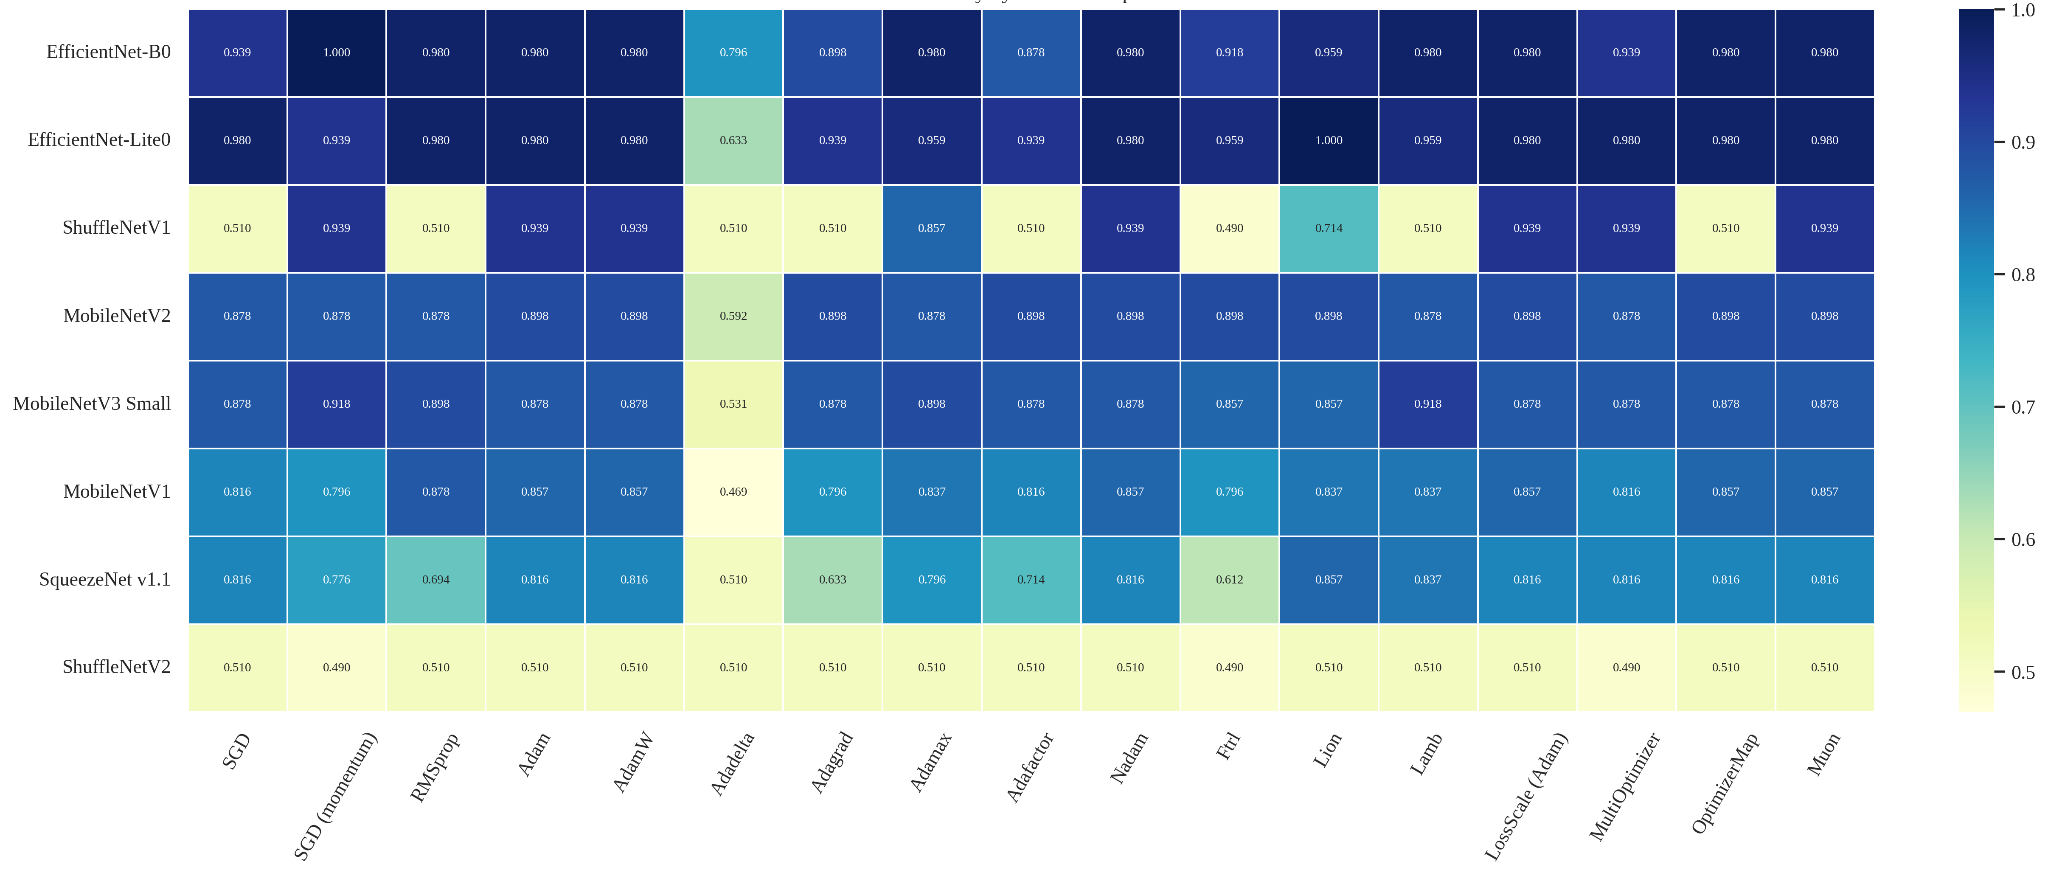 1.0
EfficientNet-B0 0.939 1.000 0.980 0.980 0.980 0.796 0.898 0.980 0.878 0.980 0.918 0.959 0.980 0.980 0.939 0.980 0.980
EfficientNet-Lite0 0.980 0.939 0.980 0.980 0.980 0.633 0.939 0.959 0.939 0.980 0.959 1.000 0.959 0.980 0.980 0.980 0.980
0.9
ShuffleNetV1 0.510 0.939 0.510 0.939 0.939 0.510 0.510 0.857 0.510 0.939 0.490 0.714 0.510 0.939 0.939 0.510 0.939
0.8
MobileNetV2 0.878 0.878 0.878 0.898 0.898 0.592 0.898 0.878 0.898 0.898 0.898 0.898 0.878 0.898 0.878 0.898 0.898
MobileNetV3 Small 0.878 0.918 0.898 0.878 0.878 0.531 0.878 0.898 0.878 0.878 0.857 0.857 0.918 0.878 0.878 0.878 0.878
0.7
MobileNetV1 0.816 0.796 0.878 0.857 0.857 0.469 0.796 0.837 0.816 0.857 0.796 0.837 0.837 0.857 0.816 0.857 0.857
0.6
SqueezeNet v1.1 0.816 0.776 0.694 0.816 0.816 0.510 0.633 0.796 0.714 0.816 0.612 0.857 0.837 0.816 0.816 0.816 0.816
ShuffleNetV2 0.510 0.490 0.510 0.510 0.510 0.510 0.510 0.510 0.510 0.510 0.490 0.510 0.510 0.510 0.490 0.510 0.510
0.5
SGD
SGD (momentum)
RMSprop
Adam
AdamW
Adadelta
Adagrad
Adamax
Adafactor
Nadam
Ftrl
Lion
Lamb
LossScale (Adam)
MultiOptimizer
OptimizerMap
Muon